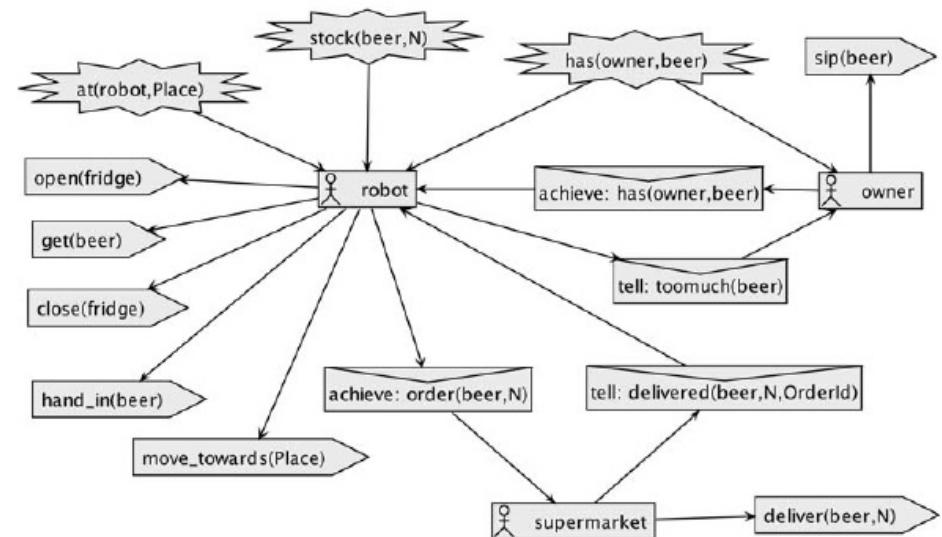 stock(beer,N)
has(owner,beer)
sip(beer)
at(robot,Place)
open(fridge)
robot
achieve: has(owner,beer)
owner
get(beer)
tell: toomuch(beer)
close(fridge)
hand_in(beer)
achieve: order(beer,N)
tell: delivered(beer,N,OrderId)
move_towards(Place)
supermarket
deliver(beer,N)